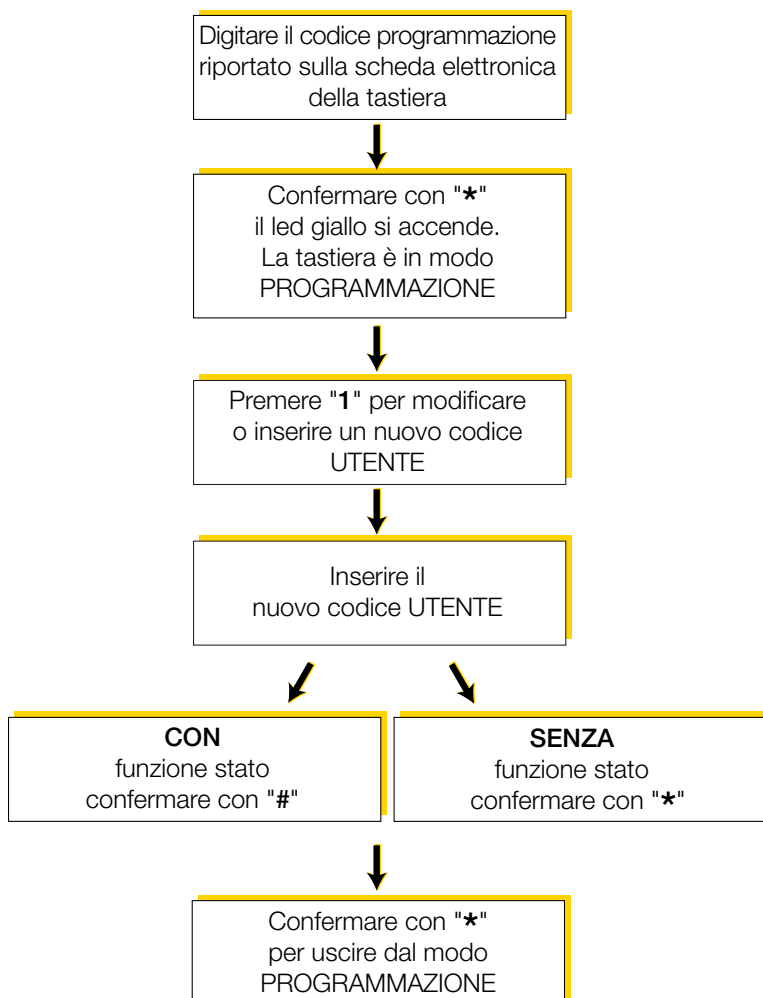 Digitare il codice programmazione
riportato sulla scheda elettronica
della tastiera
Confermare con "*"
il led giallo si accende.
La tastiera è in modo
PROGRAMMAZIONE
Premere "1" per modificare
o inserire un nuovo codice
UTENTE
Inserire il
nuovo codice UTENTE
CON
funzione stato
confermare con "#"
SENZA
funzione stato
confermare con "*"
Confermare con "*"
per uscire dal modo
PROGRAMMAZIONE